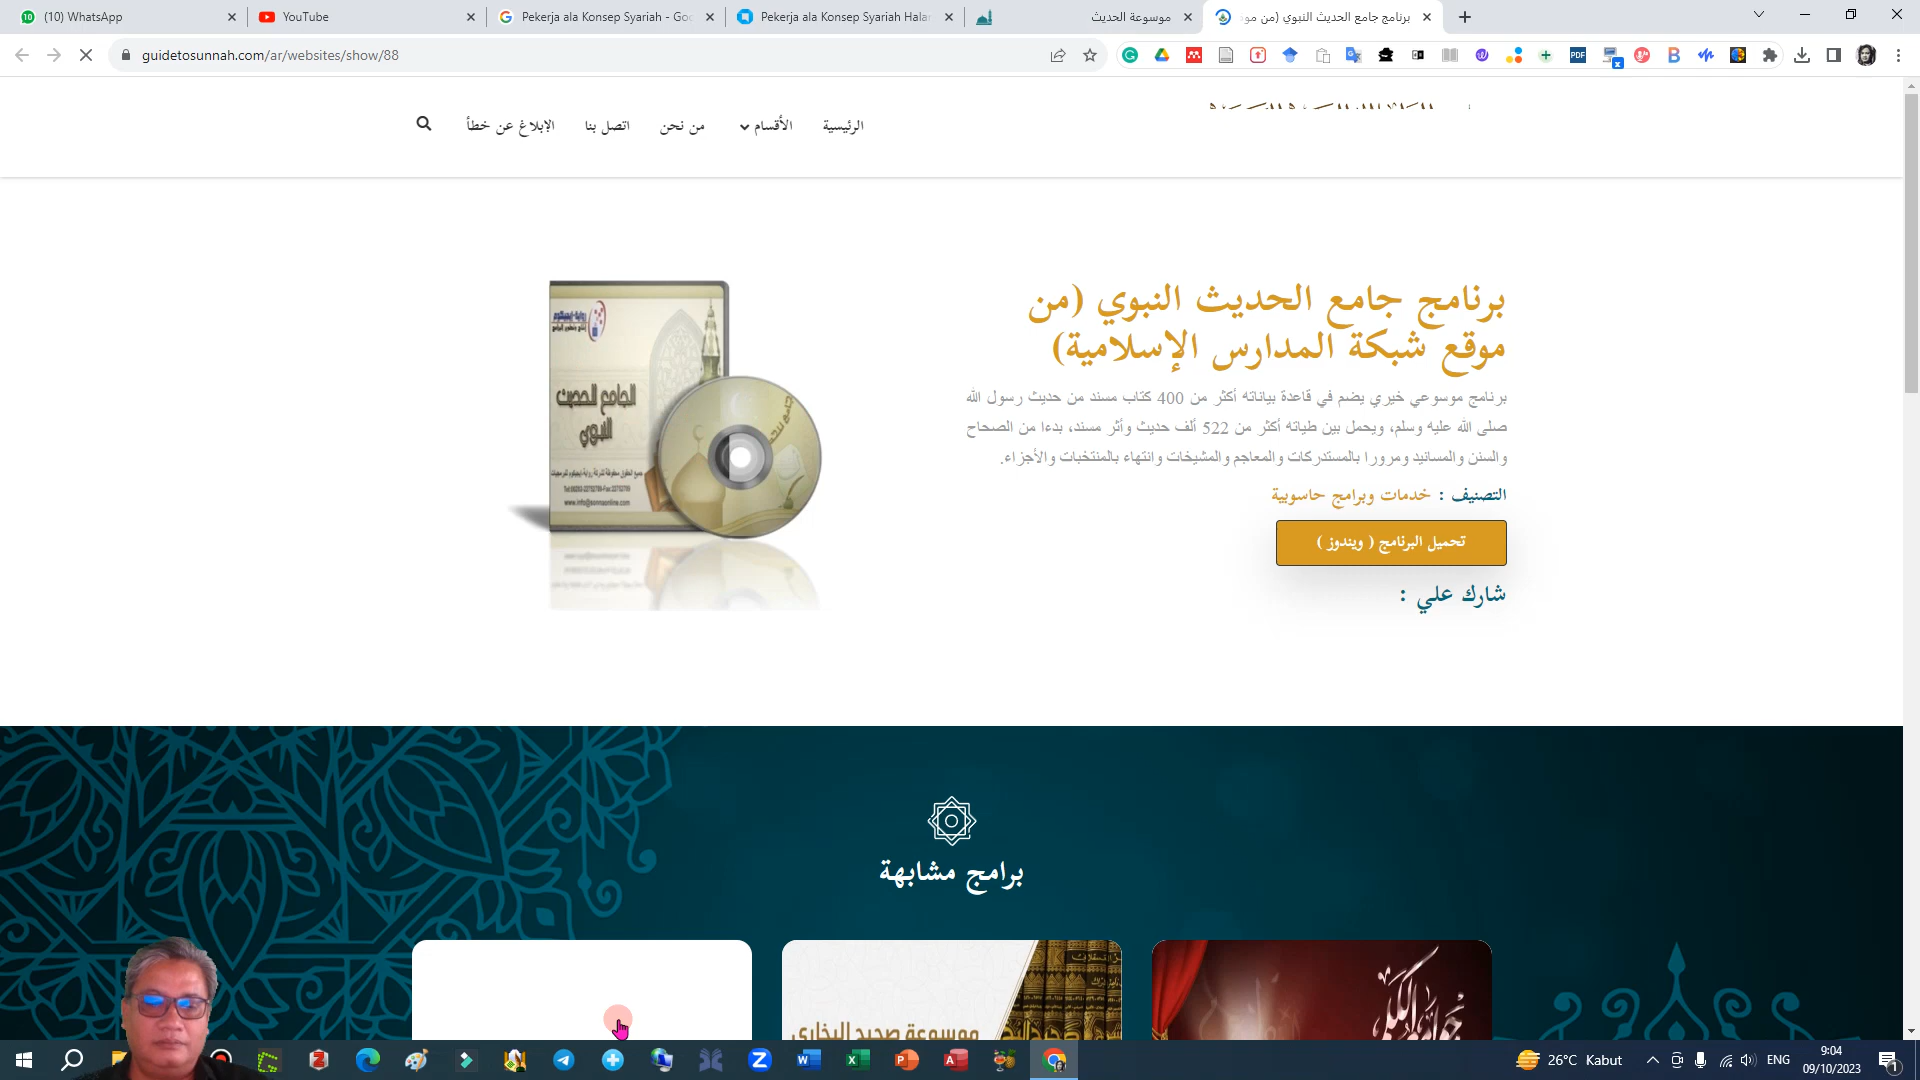 (10) WhatsApp
YouTube
Pekerja ala Konsep Syariah - Goo
Pekerja ala Konsep Syariah Halan
موسوعة الحديث
برنامج جامع الحديث النبوي (من مو
guidetosunnah.com/ar/websites/show/88
الرئيسية
الأقسام
من نحن
اتصل بنا
الإبلاغ عن خطأ
برنامج جامع الحديث النبوي (من
موقع شبكة المدارس الإسلامية)
برنامج موسوعي خيري يضم في قاعدة بياناته أكثر من 400 كتاب مسند من حديث رسول الله
صلى الله عليه وسلم، ويحمل بين طياته أكثر من 522 ألف حديث وأثر مسند، بدءا من الصحاح
والسنن والمسانيد ومرورا بالمستدركات والمعاجم والمشيخات وانتهاء بالمنتخبات والأجزاء.
التصنيف : خدمات وبرامج حاسوبية
تحميل البرنامج ( ويندوز )
شارك علي :
الجامع للحديث
النبوي
برامج مشابهة
موسوعة صحيح البخاري
جوامع الكلم
26°C Kabut
ENG
9:04
09/10/2023